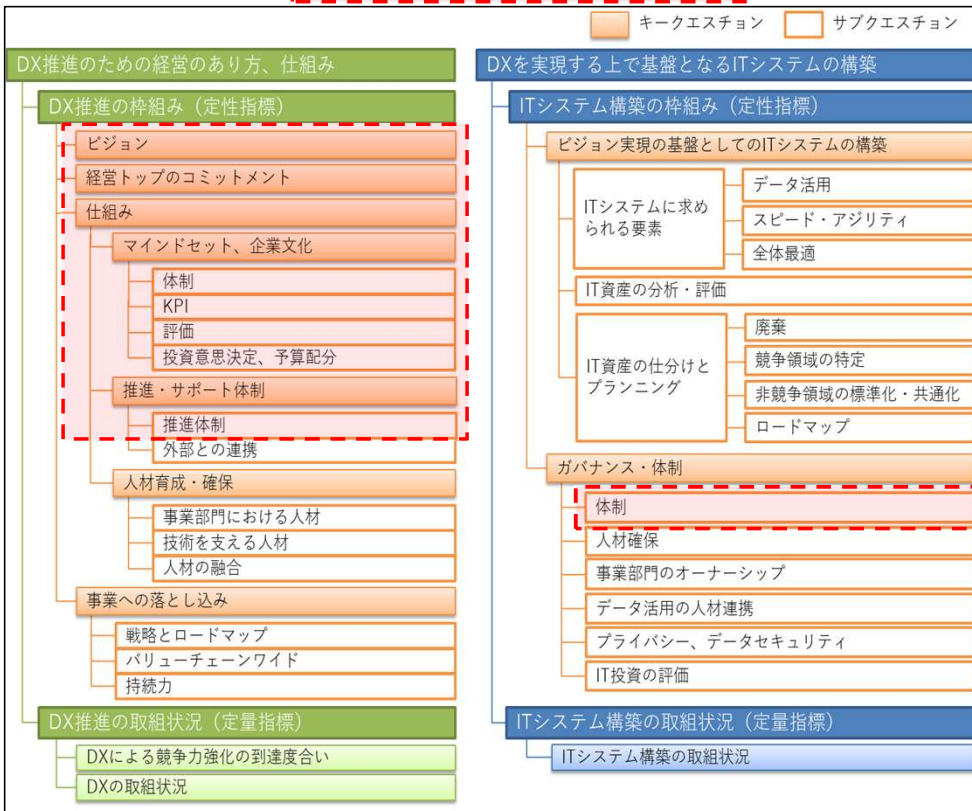 キークエスチョン
サブクエスチョン
DX推進のための経営のあり方、仕組み
DX推進の枠組み（定性指標）
ビジョン
経営トップのコミットメント
仕組み
マインドセット、企業文化
体制
KPI
評価
投資意思決定、予算配分
推進・サポート体制
推進体制
外部との連携
人材育成・確保
事業部門における人材
技術を支える人材
人材の融合
事業への落とし込み
戦略とロードマップ
バリューチェーンワイド
持続力
DX推進の取組状況（定量指標）
DXによる競争力強化の到達度合い
DXの取組状況
DXを実現する上で基盤となるITシステムの構築
ITシステム構築の枠組み（定性指標）
ビジョン実現の基盤としてのITシステムの構築
ITシステムに求め
られる要素
データ活用
スピード・アジリティ
全体最適
IT資産の分析・評価
IT資産の仕分けと
プランニング
廃棄
競争領域の特定
非競争領域の標準化・共通化
ロードマップ
ガバナンス・体制
体制
人材確保
事業部門のオーナーシップ
データ活用の人材連携
プライバシー、データセキュリティ
IT投資の評価
ITシステム構築の取組状況（定量指標）
ITシステム構築の取組状況